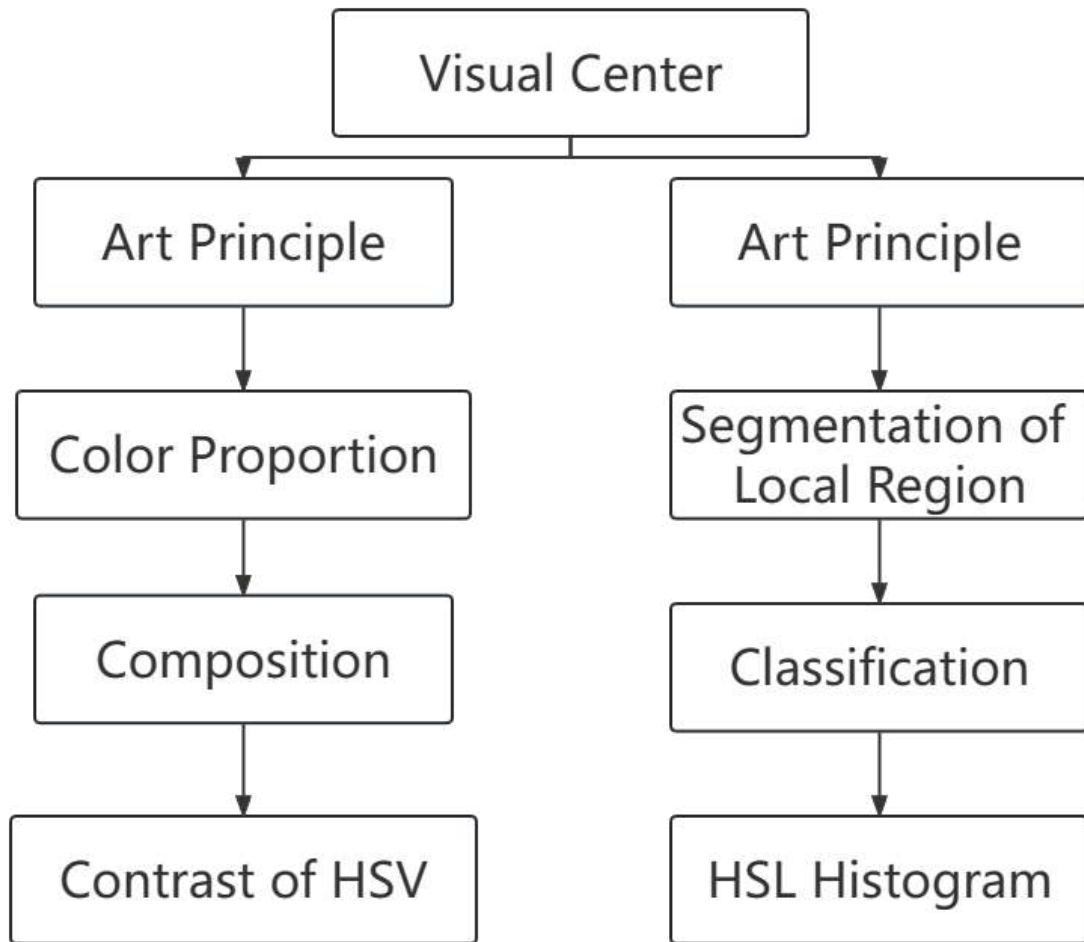 Visual Center
Art Principle
Art Principle
Color Proportion
Segmentation of
Local Region
Composition
Classification
Contrast of HSV
HSL Histogram